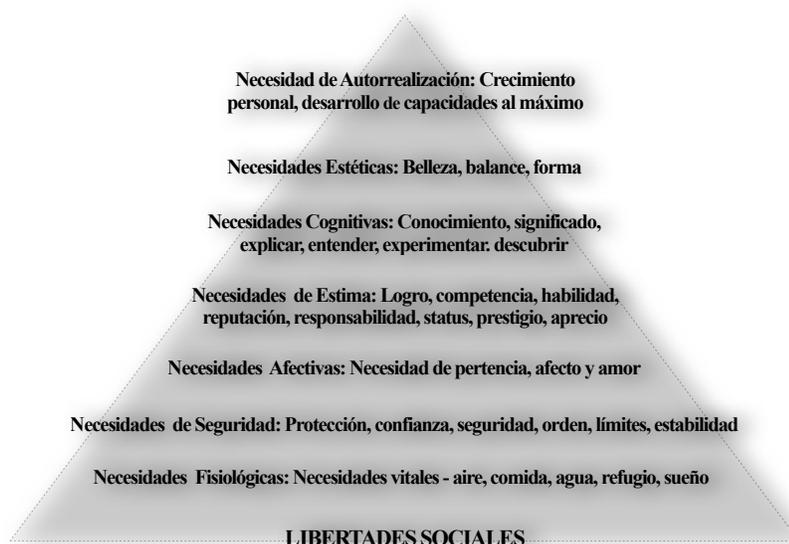 Necesidad de Autorrealización: Crecimiento
personal, desarrollo de capacidades al máximo
Necesidades Estéticas: Belleza, balance, forma
Necesidades Cognitivas: Conocimiento, significado,
explicar, entender, experimentar. descubrir
Necesidades de Estima: Logro, competencia, habilidad,
reputación, responsabilidad, status, prestigio, aprecio
Necesidades Afectivas: Necesidad de pertencia, afecto y amor
Necesidades de Seguridad: Protección, confianza, seguridad, orden, límites, estabilidad
Necesidades Fisiológicas: Necesidades vitales - aire, comida, agua, refugio, sueño
LIBERTADES SOCIALES